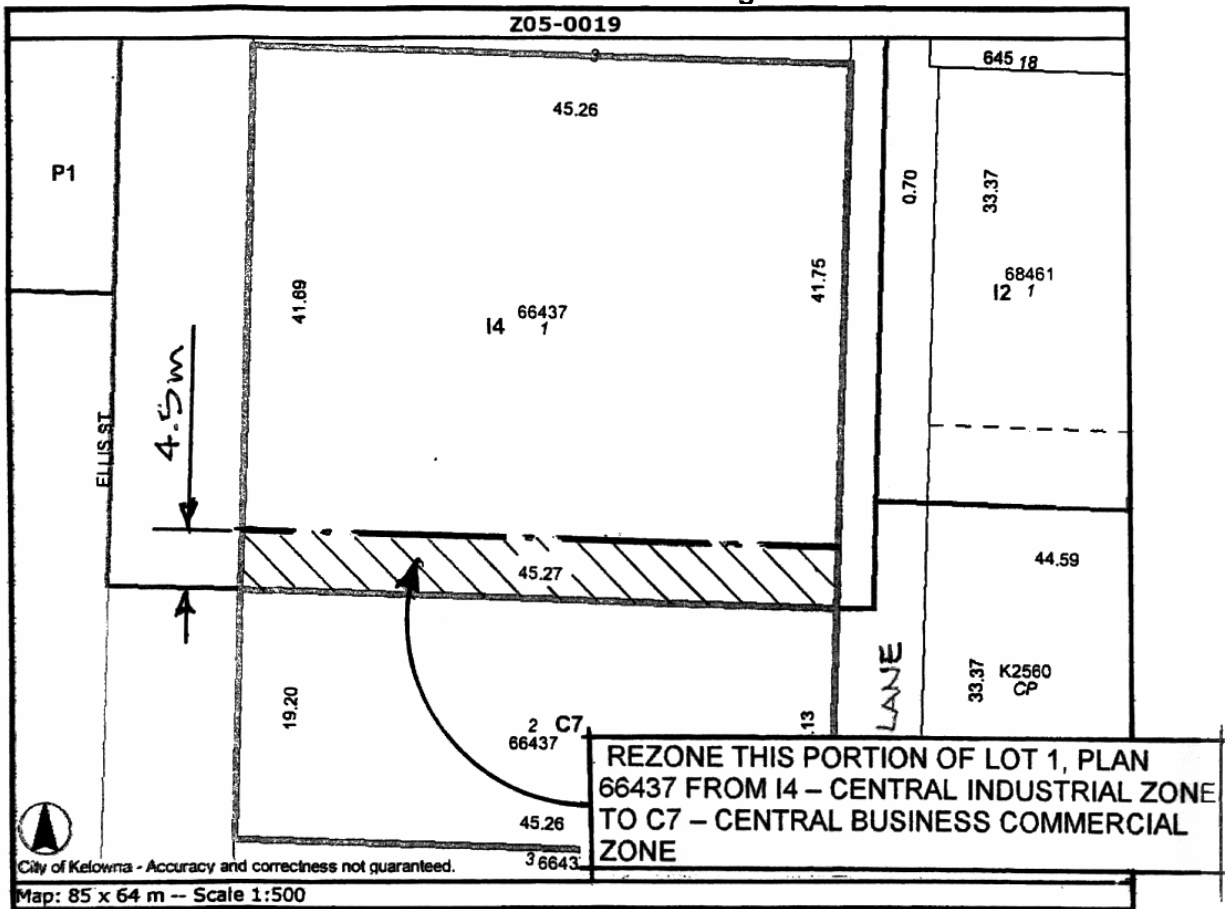 Z05-0019
645 18
3
45.26
P1
0.70
33.37
41.69
41.75
68461
I2 1
66437
I4 1
4.5m
ELLIS ST
45.27
44.59
LANE
33.37
K2560
CP
19.20
2 C7
66437
.13
REZONE THIS PORTION OF LOT 1, PLAN
66437 FROM I4 – CENTRAL INDUSTRIAL ZONE
TO C7 – CENTRAL BUSINESS COMMERCIAL
ZONE
45.26
3 6643
City of Kelowna - Accuracy and correctness not guaranteed.
Map: 85 x 64 m -- Scale 1:500